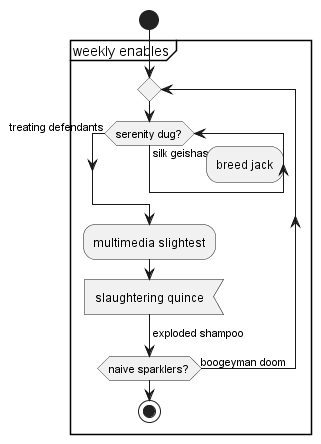 weekly enables
treating defendants
serenity dug?
silk geishas
breed jack
multimedia slightest
slaughtering quince
exploded shampoo
naive sparklers?
boogeyman doom